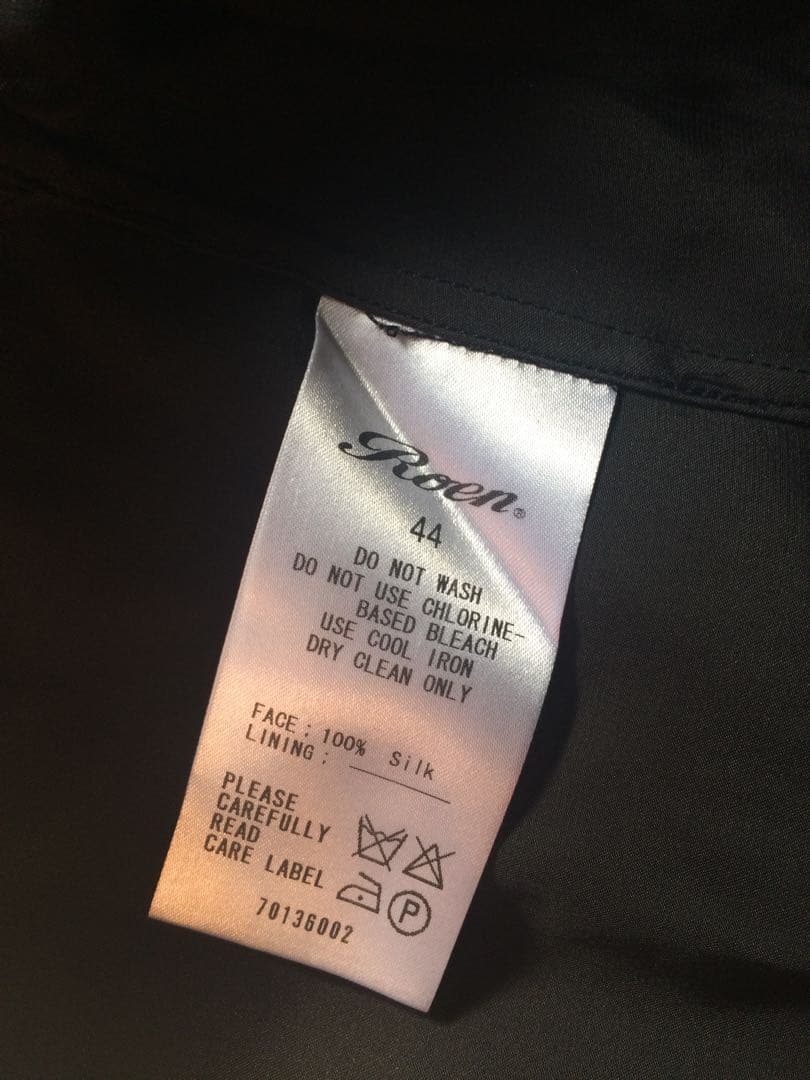 Roen®
44
DO NOT WASH
DO NOT USE CHLORINE-
BASED BLEACH
USE COOL IRON
DRY CLEAN ONLY
FACE : 100% Silk
LINING :
PLEASE
CAREFULLY
READ
CARE LABEL
P
70136002